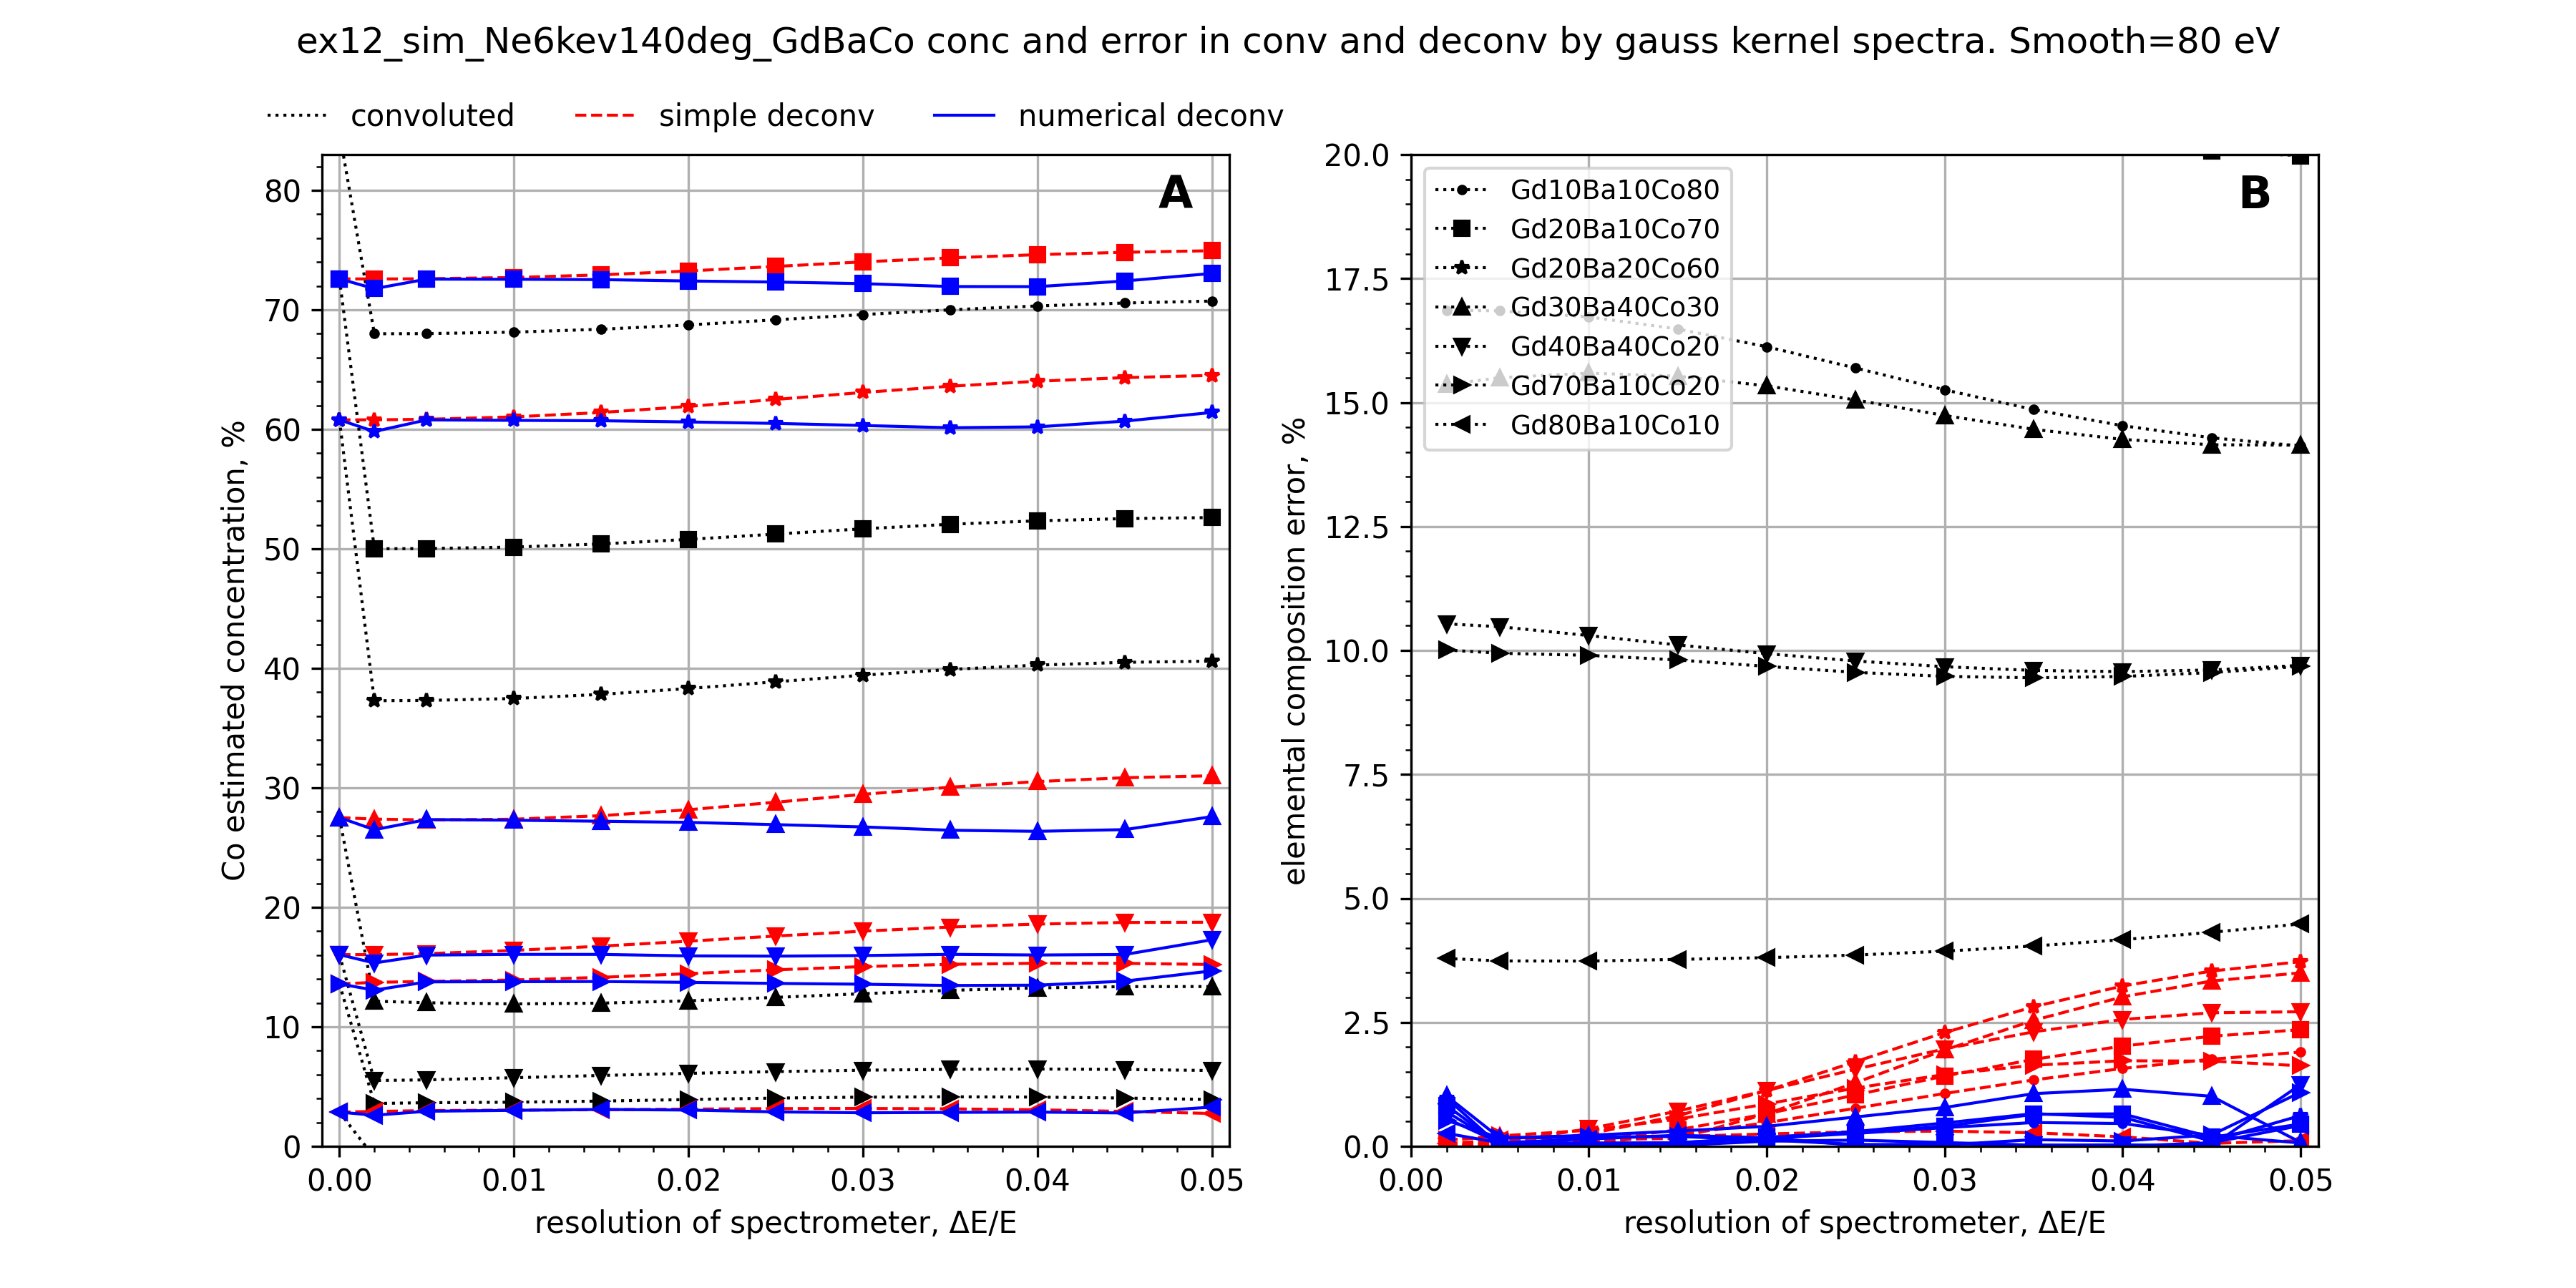 ex12_sim_Ne6kev140deg_GdBaCo conc and error in conv and deconv by gauss kernel spectra. Smooth=80 eV
convoluted simple deconv numerical deconv
A
80
70
60
50
40
30
20
10
0
Co estimated concentration, %
0.00 0.01 0.02 0.03 0.04 0.05
resolution of spectrometer, ΔE/E
B
Gd10Ba10Co80
Gd20Ba10Co70
Gd20Ba20Co60
Gd30Ba40Co30
Gd40Ba40Co20
Gd70Ba10Co20
Gd80Ba10Co10
20.0
17.5
15.0
12.5
10.0
7.5
5.0
2.5
0.0
elemental composition error, %
0.00 0.01 0.02 0.03 0.04 0.05
resolution of spectrometer, ΔE/E